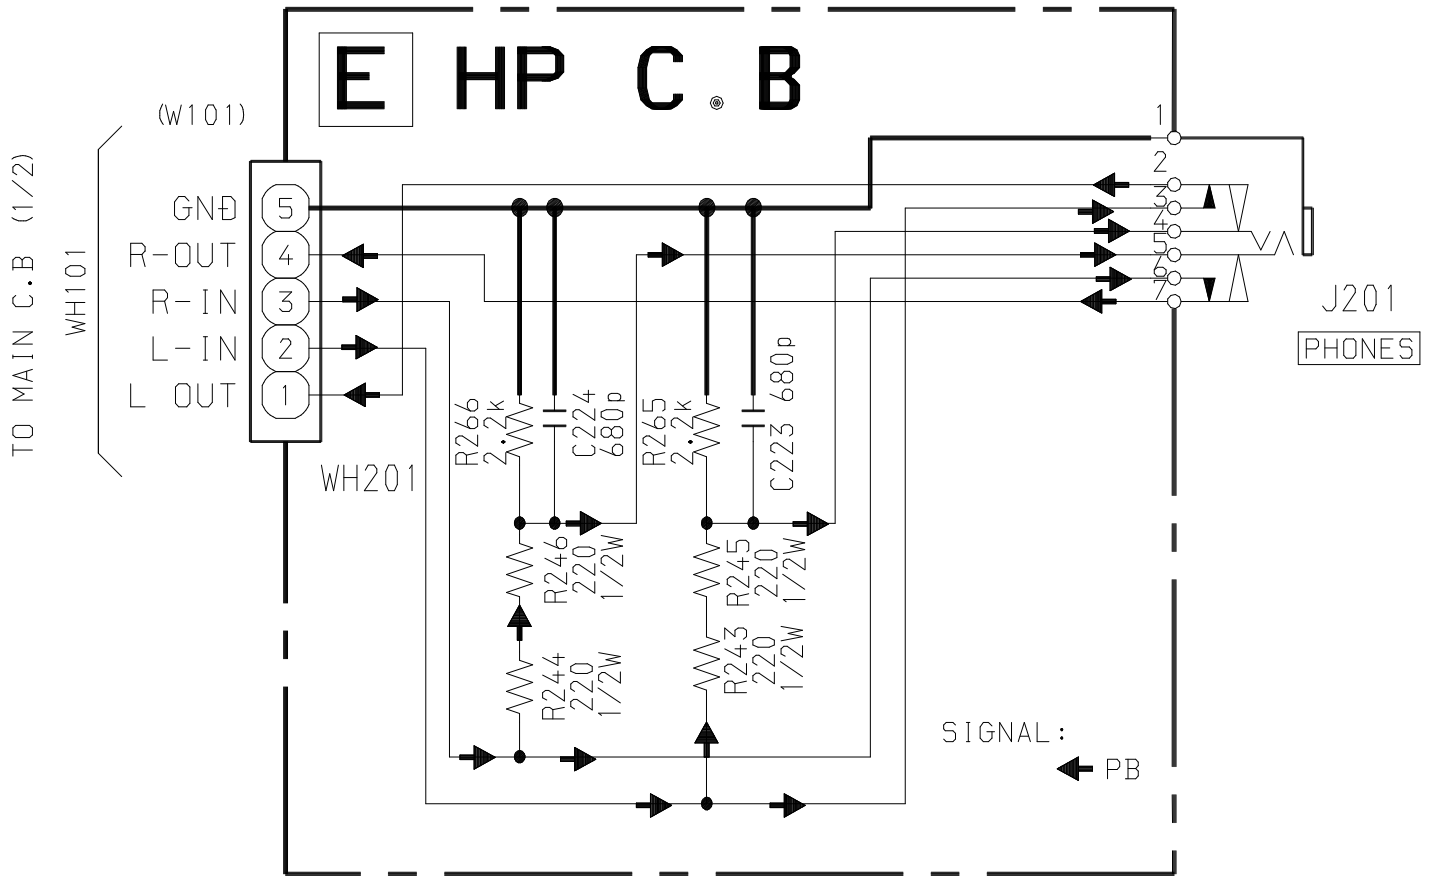 E HP C.B
(W101)
TO MAIN C.B (1/2)
WH101
GND 5
R-OUT 4
R-IN 3
L-IN 2
L OUT 1
WH201
1
2
3
4
5
6
7
J201
PHONES
R266
2.2k
C224
680p
R265
2.2k
C223 680p
R246
220
1/2W
R245
220
1/2W
R244
220
1/2W
R243
220
1/2W
SIGNAL:
PB